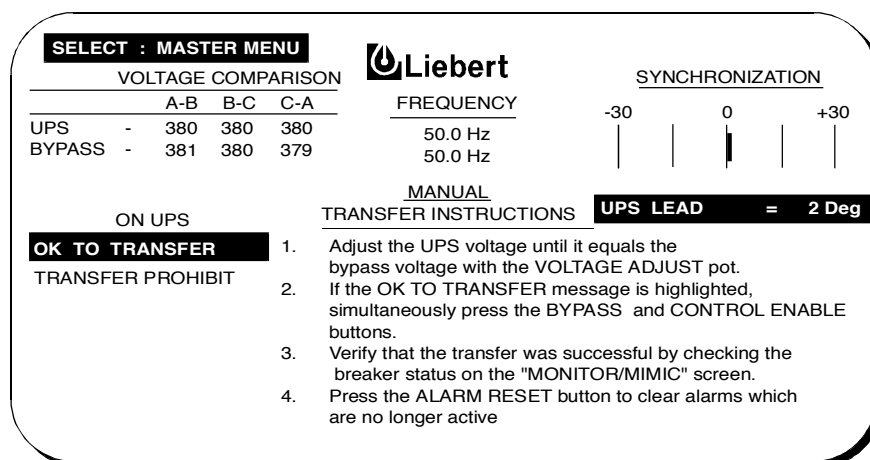 SELECT : MASTER MENU
Liebert
VOLTAGE COMPARISON
A-B B-C C-A
UPS - 380 380 380
BYPASS - 381 380 379
FREQUENCY
50.0 Hz
50.0 Hz
SYNCHRONIZATION
-30 0 +30
UPS LEAD = 2 Deg
ON UPS
OK TO TRANSFER
TRANSFER PROHIBIT
MANUAL
TRANSFER INSTRUCTIONS
1. Adjust the UPS voltage until it equals the
bypass voltage with the VOLTAGE ADJUST pot.
2. If the OK TO TRANSFER message is highlighted,
simultaneously press the BYPASS and CONTROL ENABLE
buttons.
3. Verify that the transfer was successful by checking the
breaker status on the "MONITOR/MIMIC" screen.
4. Press the ALARM RESET button to clear alarms which
are no longer active